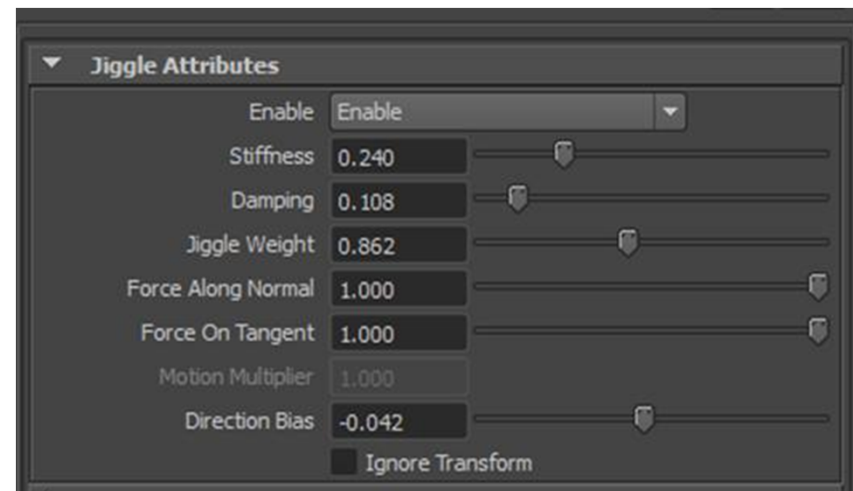 Jiggle Attributes
Enable Enable
Stiffness 0.240
Damping 0.108
Jiggle Weight 0.862
Force Along Normal 1.000
Force On Tangent 1.000
Motion Multiplier 1.000
Direction Bias -0.042
Ignore Transform